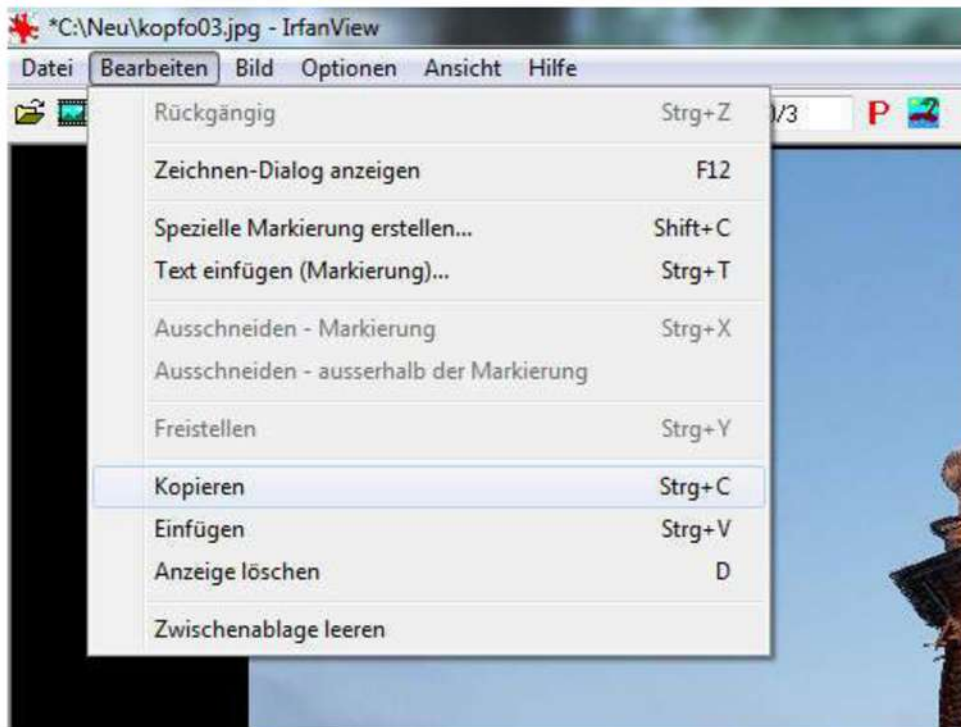 *C:\Neu\kopfo03.jpg - IrfanView
Datei Bearbeiten Bild Optionen Ansicht Hilfe
/3 P
Rückgängig Strg+Z
Zeichnen-Dialog anzeigen F12
Spezielle Markierung erstellen... Shift+C
Text einfügen (Markierung)... Strg+T
Ausschneiden - Markierung Strg+X
Ausschneiden - ausserhalb der Markierung
Freistellen Strg+Y
Kopieren Strg+C
Einfügen Strg+V
Anzeige löschen D
Zwischenablage leeren